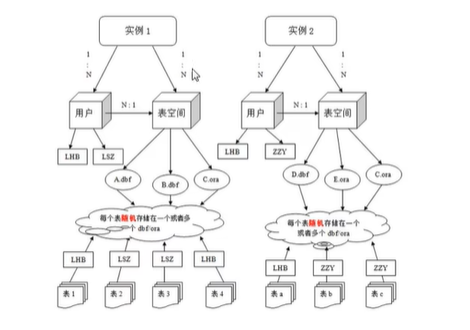 实例 1
实例 2
1
:
N
1
:
N
1
:
N
1
:
N
用户
N : 1
表空间
用户
N : 1
表空间
LHB
LSZ
LHB
ZZY
A.dbf
B.dbf
C.ora
D.dbf
E.ora
C.ora
每个表随机存储在一个或者多
个 dbf/ora
每个表随机存储在一个
或者多个 dbf/ora
LHB
LSZ
LSZ
LHB
LHB
ZZY
ZZY
表 1
表 2
表 3
表 4
表 a
表 b
表 c